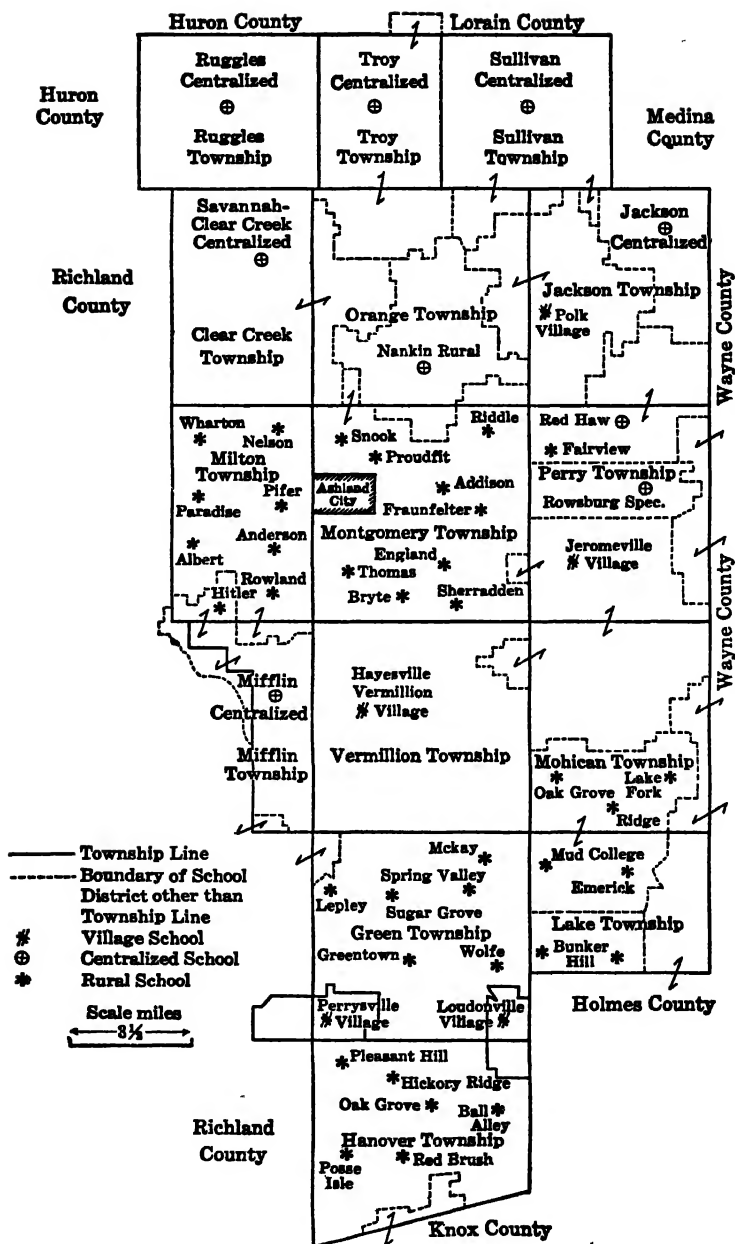 Huron County
Lorain County
Huron
County
Ruggles
Centralized
Ruggles
Township
Troy
Centralized
Troy
Township
Sullivan
Centralized
Sullivan
Township
Medina
County
Richland
County
Savannah-
Clear Creek
Centralized
Clear Creek
Township
Orange Township
Nankin Rural
Jackson
Centralized
Jackson Township
Polk
Village
Wayne County
Wharton
Nelson
Milton
Township
Pifer
Paradise
Anderson
Albert
Rowland
Hitler
Snook
Riddle
Proudfit
Ashland
City
Addison
Fraunfelter
Montgomery Township
England
Thomas
Bryte
Sherradden
Red Haw
Fairview
Perry Township
Rowsburg Spec.
Jeromeville
Village
Wayne County
Mifflin
Centralized
Mifflin
Township
Hayesville
Vermillion
Village
Vermillion Township
Mohican Township
Oak Grove
Lake
Fork
Ridge
Township Line
Boundary of School
District other than
Township Line
Village School
Centralized School
Rural School
Scale miles
3½
Mckay
Spring Valley
Lepley
Sugar Grove
Green Township
Greentown
Wolfe
Perrysville
Village
Loudonville
Village
Mud College
Emerick
Lake Township
Bunker
Hill
Holmes County
Pleasant Hill
Hickory Ridge
Oak Grove
Ball
Alley
Hanover Township
Posse
Isle
Red Brush
Richland
County
Knox County